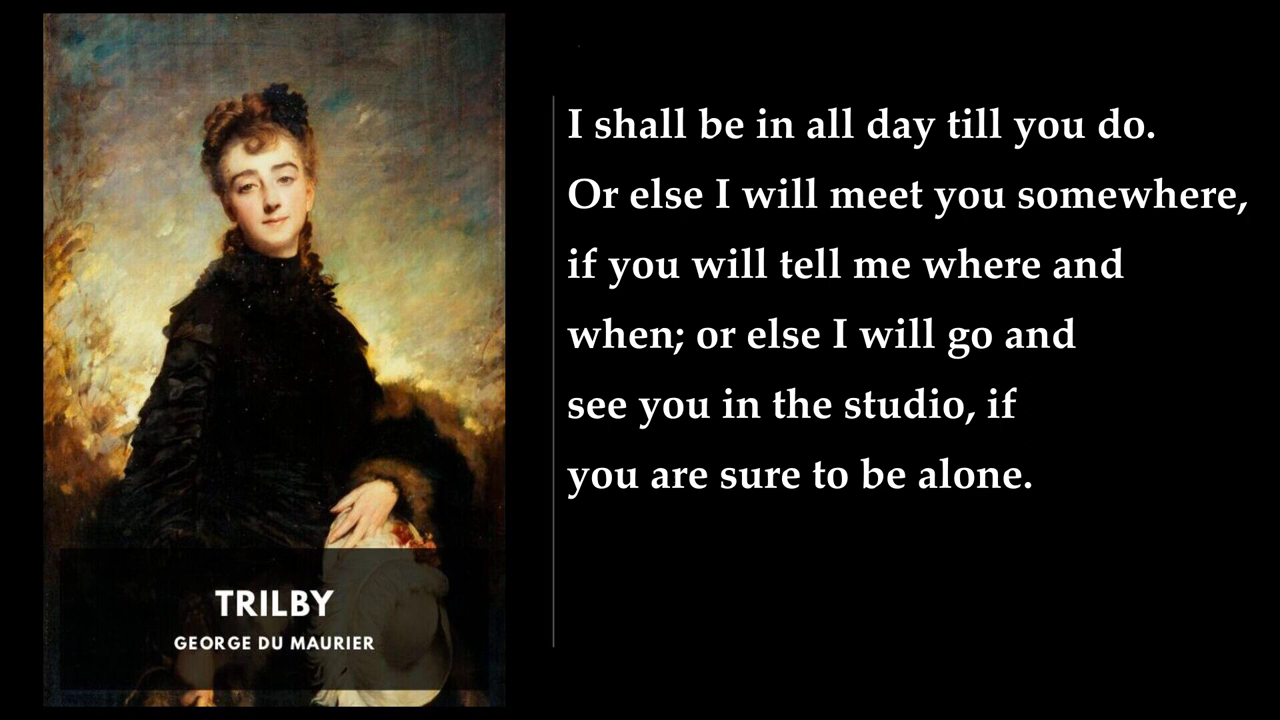 TRILBY
GEORGE DU MAURIER
I shall be in all day till you do.
Or else I will meet you somewhere,
if you will tell me where and
when; or else I will go and
see you in the studio, if
you are sure to be alone.